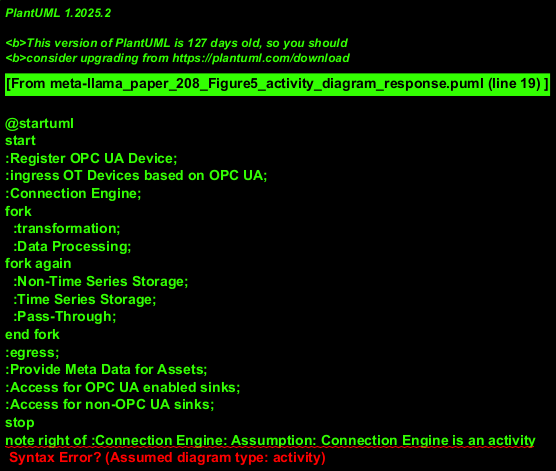 PlantUML 1.2025.2
<b>This version of PlantUML is 127 days old, so you should
<b>consider upgrading from https://plantuml.com/download
[From meta-llama_paper_208_Figure5_activity_diagram_response.puml (line 19) ]
@startuml
start
:Register OPC UA Device;
:ingress OT Devices based on OPC UA;
:Connection Engine;
fork
:transformation;
:Data Processing;
fork again
:Non-Time Series Storage;
:Time Series Storage;
:Pass-Through;
end fork
:egress;
:Provide Meta Data for Assets;
:Access for OPC UA enabled sinks;
:Access for non-OPC UA sinks;
stop
note right of :Connection Engine: Assumption: Connection Engine is an activity
Syntax Error? (Assumed diagram type: activity)